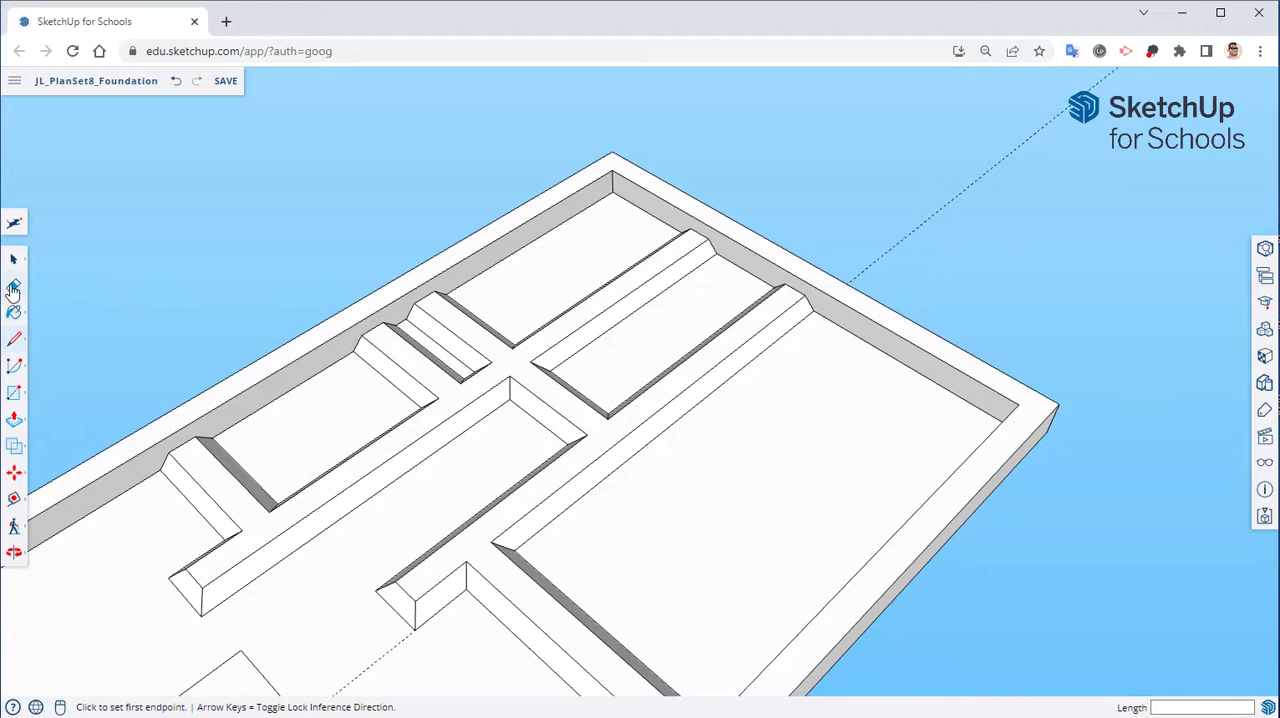 SketchUp for Schools
edu.sketchup.com/app/?auth=goog
JL_PlanSet8_Foundation
SAVE
SketchUp
for Schools
Click to set first endpoint. | Arrow Keys = Toggle Lock Inference Direction.
Length